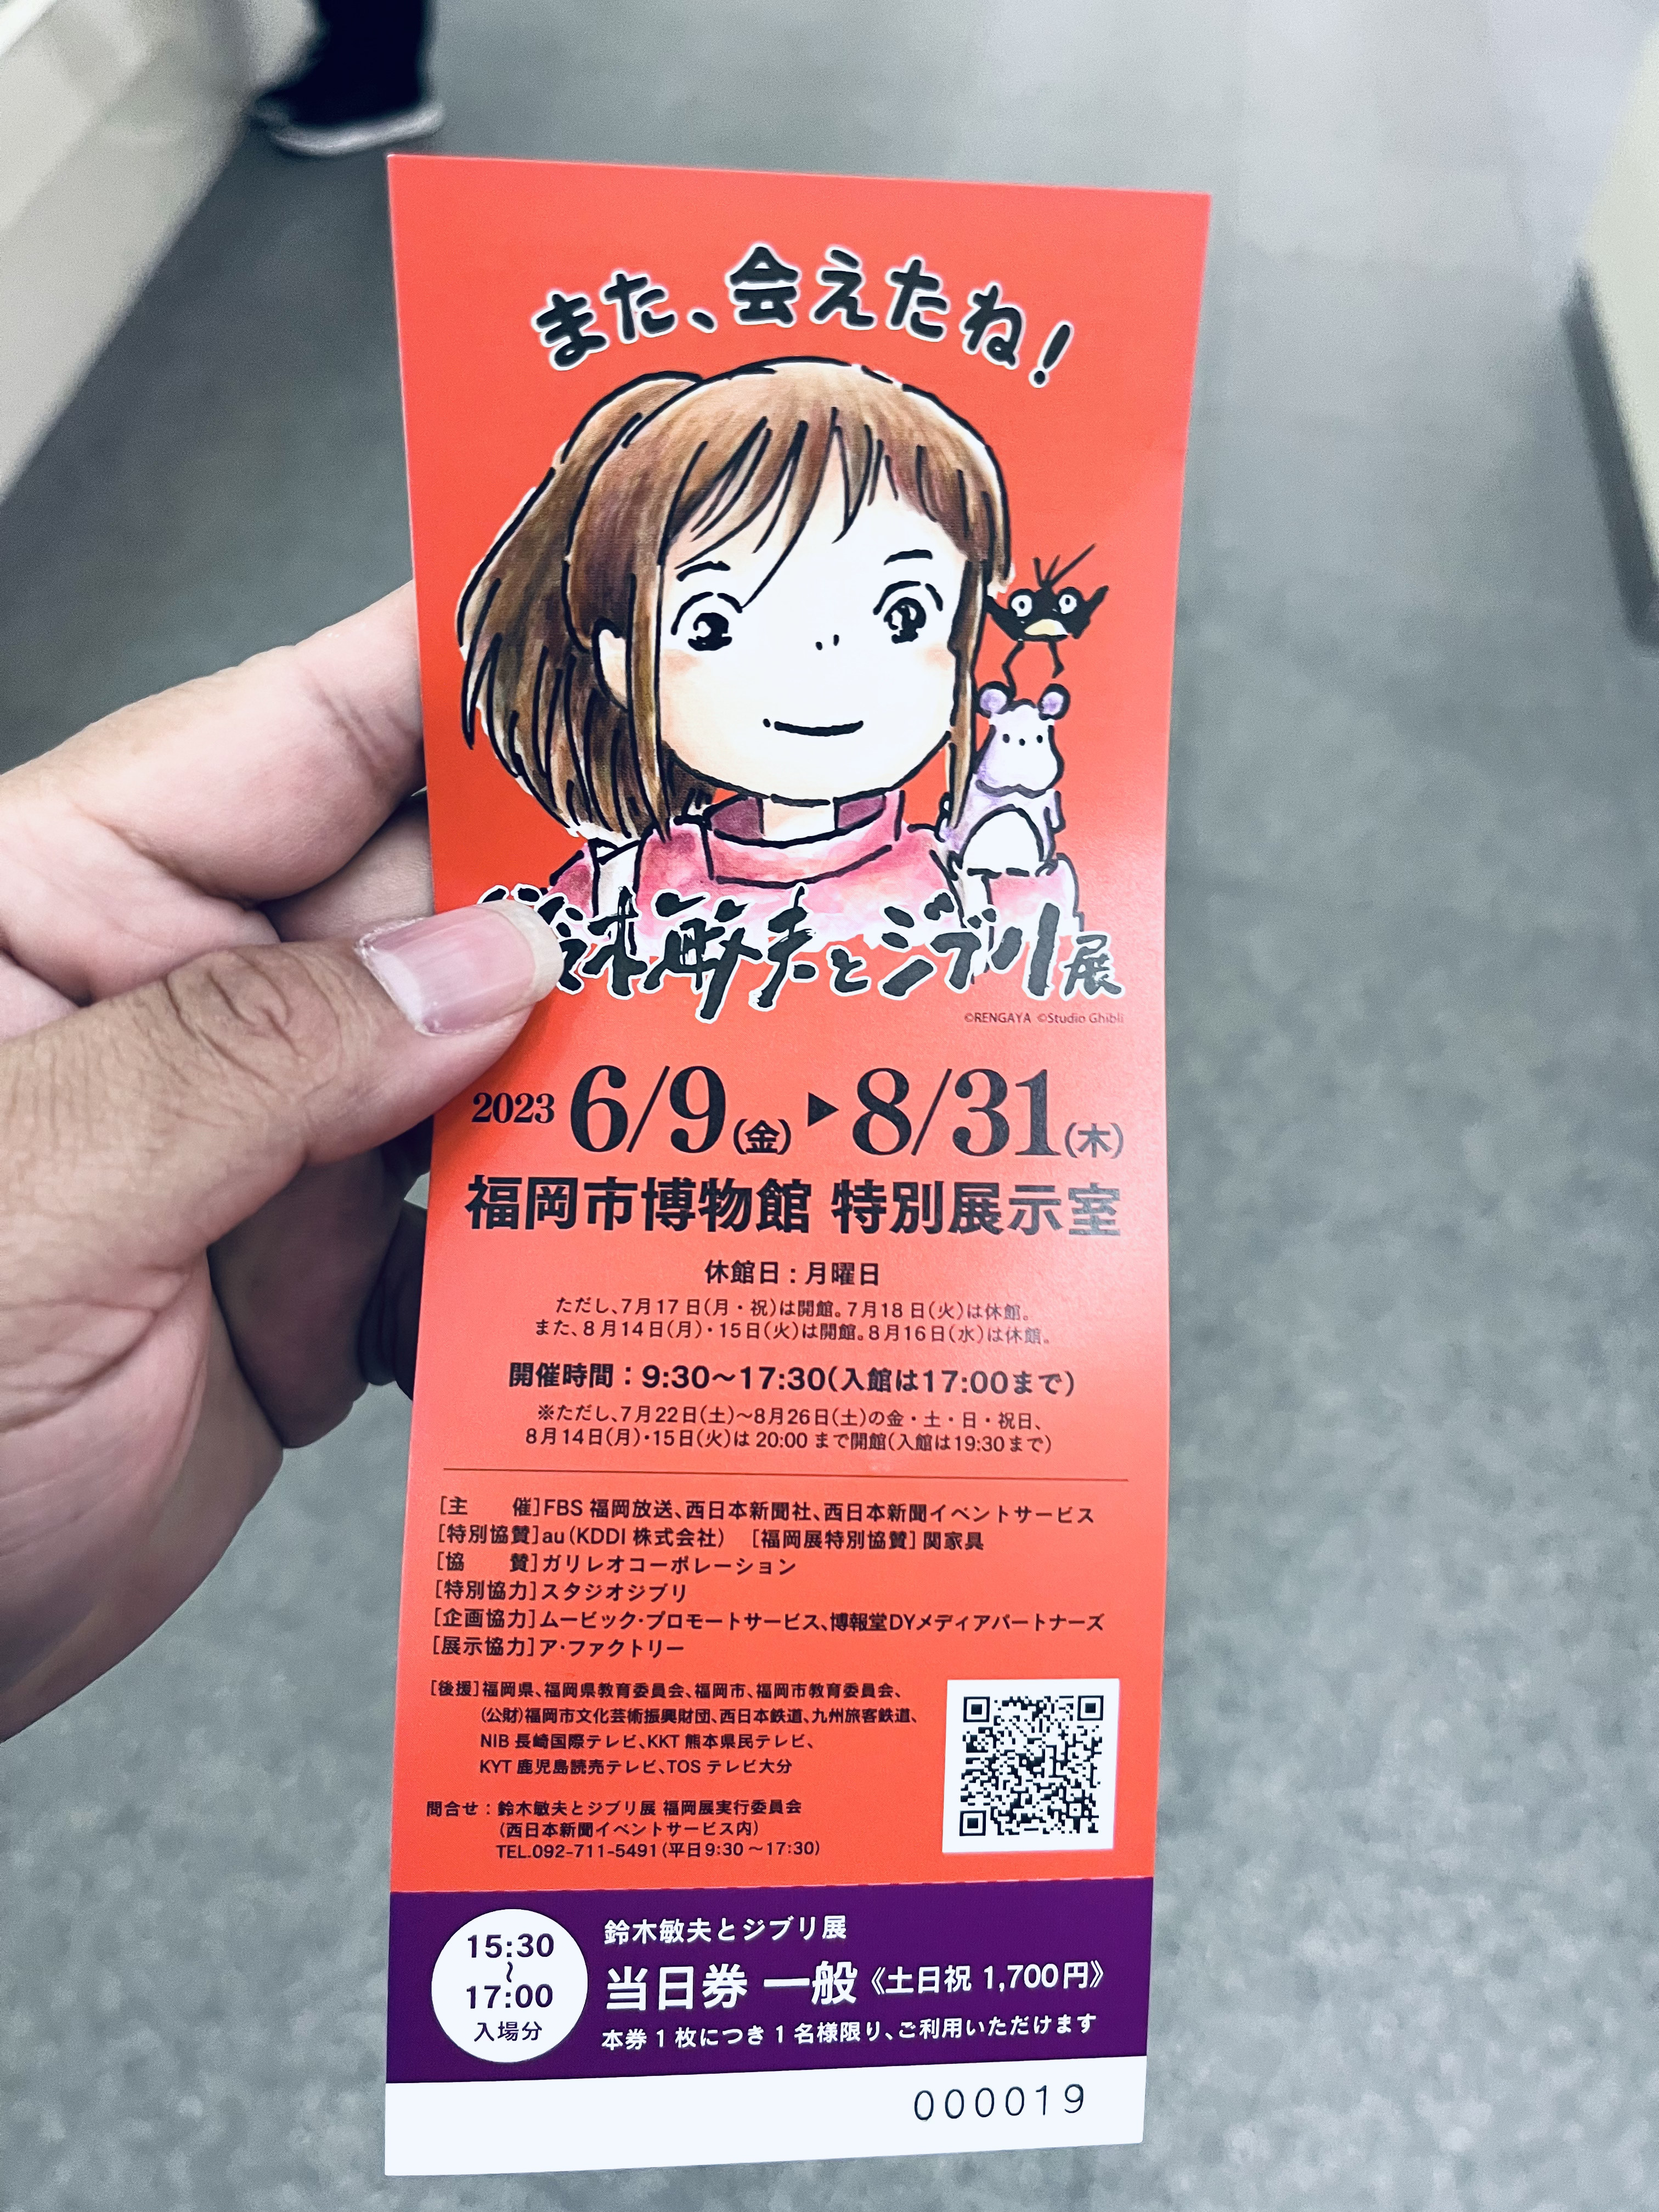 また、会えたね!
鈴木敏夫とジブリ展
©RENGAYA ©Studio Ghibli
2023 6/9(金)▶8/31(木)
福岡市博物館 特別展示室
休館日:月曜日
ただし、7月17日(月・祝)は開館。7月18日(火)は休館。
また、8月14日(月)・15日(火)は開館。8月16日(水)は休館。
開催時間:9:30〜17:30(入館は17:00まで)
※ただし、7月22日(土)〜8月26日(土)の金・土・日・祝日、
8月14日(月)・15日(火)は20:00まで開館(入館は19:30まで)
[主 催]FBS福岡放送、西日本新聞社、西日本新聞イベントサービス
[特別協賛]au(KDDI株式会社) [福岡展特別協賛]関家具
[協 賛]ガリレオコーポレーション
[特別協力]スタジオジブリ
[企画協力]ムービック・プロモートサービス、博報堂DYメディアパートナーズ
[展示協力]ア・ファクトリー
[後援]福岡県、福岡県教育委員会、福岡市、福岡市教育委員会、
(公財)福岡市文化芸術振興財団、西日本鉄道、九州旅客鉄道、
NIB長崎国際テレビ、KKT熊本県民テレビ、
KYT鹿児島読売テレビ、TOSテレビ大分
問合せ:鈴木敏夫とジブリ展 福岡展実行委員会
(西日本新聞イベントサービス内)
TEL.092-711-5491(平日9:30〜17:30)
15:30
〜
17:00
入場分
鈴木敏夫とジブリ展
当日券 一般《土日祝 1,700円》
本券1枚につき1名様限り、ご利用いただけます
000019